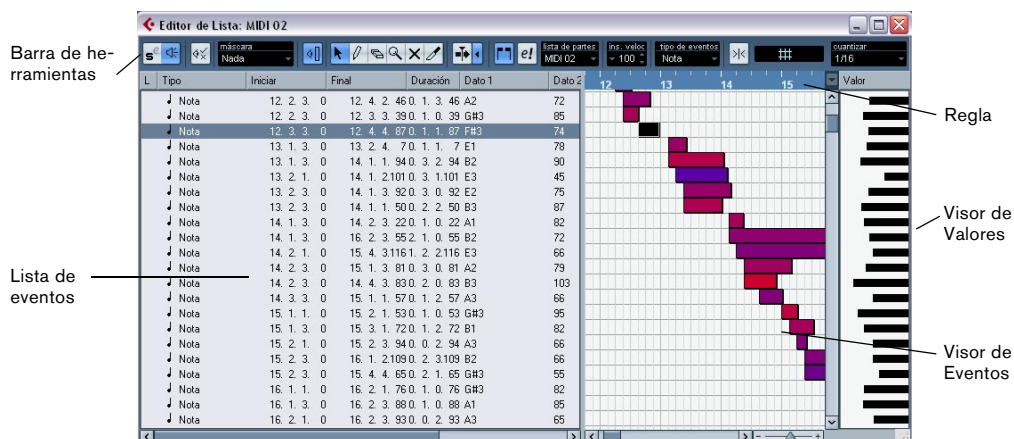 Editor de Lista: MIDI 02
Barra de he-
rramientas
máscara
Nada
lista de partes
MIDI 02
ins. veloc
100
tipo de eventos
Nota
cuantizar
1/16
L Tipo Iniciar Final Duración Dato 1 Dato 2 12 13 14 15 Valor
Nota 12. 2. 3. 0 12. 4. 2. 46 0. 1. 3. 46 A2 72
Nota 12. 2. 3. 0 12. 3. 3. 39 0. 1. 0. 39 G#3 85
Nota 12. 3. 3. 0 12. 4. 4. 87 0. 1. 1. 87 F#3 74
Nota 13. 1. 3. 0 13. 2. 4. 7 0. 1. 1. 7 E1 78
Nota 13. 1. 3. 0 14. 1. 1. 94 0. 3. 2. 94 B2 90
Nota 13. 2. 1. 0 14. 1. 2.101 0. 3. 1.101 E3 45
Nota 13. 2. 3. 0 14. 1. 3. 92 0. 3. 0. 92 E2 75
Nota 13. 2. 3. 0 14. 1. 1. 50 0. 2. 2. 50 B3 87
Nota 14. 1. 3. 0 14. 2. 3. 22 0. 1. 0. 22 A1 82
Nota 14. 1. 3. 0 16. 2. 3. 55 2. 1. 0. 55 B2 72
Nota 14. 2. 1. 0 15. 4. 3.116 1. 2. 2.116 E3 66
Nota 14. 2. 3. 0 15. 1. 3. 81 0. 3. 0. 81 A2 79
Nota 14. 2. 3. 0 14. 4. 3. 83 0. 2. 0. 83 B3 103
Nota 14. 3. 3. 0 15. 1. 1. 57 0. 1. 2. 57 A3 66
Nota 15. 1. 1. 0 15. 2. 1. 53 0. 1. 0. 53 G#3 95
Nota 15. 1. 3. 0 15. 3. 1. 72 0. 1. 2. 72 B1 82
Nota 15. 2. 1. 0 15. 2. 3. 94 0. 0. 2. 94 A3 66
Nota 15. 2. 3. 0 16. 1. 2.109 0. 2. 3.109 B2 66
Nota 15. 2. 3. 0 15. 4. 4. 65 0. 2. 1. 65 G#3 55
Nota 16. 1. 1. 0 16. 2. 1. 76 0. 1. 0. 76 G#3 82
Nota 16. 1. 3. 0 16. 2. 3. 88 0. 1. 0. 88 A1 85
Nota 16. 2. 1. 0 16. 2. 3. 93 0. 0. 2. 93 A3 65
Lista de
eventos
Regla
Visor de
Valores
Visor de
Eventos